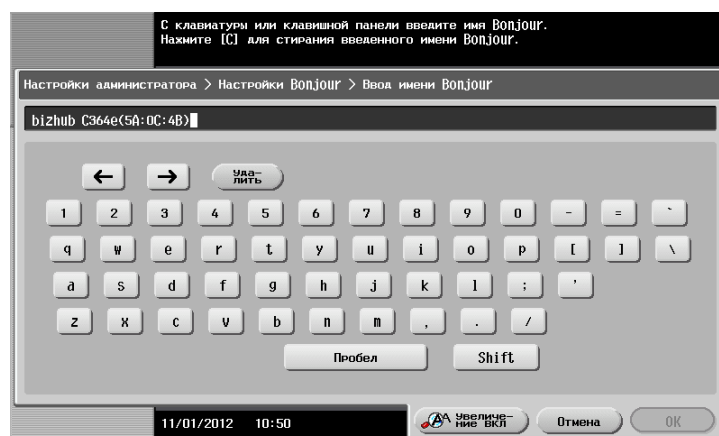 С клавиатуры или клавишной панели введите имя Bonjour.
Нажмите [C] для стирания введенного имени Bonjour.
Настройки администратора > Настройки Bonjour > Ввод имени Bonjour
bizhub C364e(5A:0C:4B)
← → Уда-
лить
1 2 3 4 5 6 7 8 9 0 - = `
q w e r t y u i o p [ ] \
a s d f g h j k l ; '
z x c v b n m , . /
Пробел Shift
11/01/2012 10:50 Увеличе-
ние ВКЛ Отмена OK